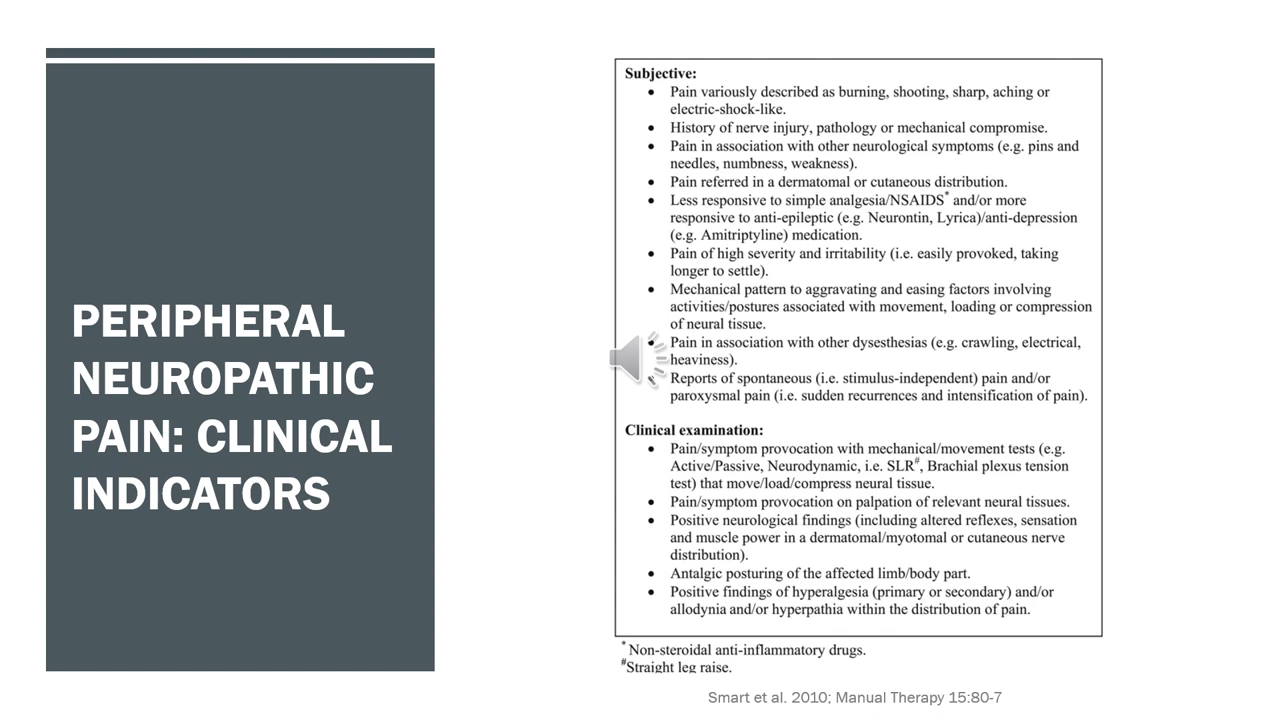 PERIPHERAL
NEUROPATHIC
PAIN: CLINICAL
INDICATORS
Subjective:
• Pain variously described as burning, shooting, sharp, aching or
electric-shock-like.
• History of nerve injury, pathology or mechanical compromise.
• Pain in association with other neurological symptoms (e.g. pins and
needles, numbness, weakness).
• Pain referred in a dermatomal or cutaneous distribution.
• Less responsive to simple analgesia/NSAIDS* and/or more
responsive to anti-epileptic (e.g. Neurontin, Lyrica)/anti-depression
(e.g. Amitriptyline) medication.
• Pain of high severity and irritability (i.e. easily provoked, taking
longer to settle).
• Mechanical pattern to aggravating and easing factors involving
activities/postures associated with movement, loading or compression
of neural tissue.
• Pain in association with other dysesthesias (e.g. crawling, electrical,
heaviness).
• Reports of spontaneous (i.e. stimulus-independent) pain and/or
paroxysmal pain (i.e. sudden recurrences and intensification of pain).
Clinical examination:
• Pain/symptom provocation with mechanical/movement tests (e.g.
Active/Passive, Neurodynamic, i.e. SLR#, Brachial plexus tension
test) that move/load/compress neural tissue.
• Pain/symptom provocation on palpation of relevant neural tissues.
• Positive neurological findings (including altered reflexes, sensation
and muscle power in a dermatomal/myotomal or cutaneous nerve
distribution).
• Antalgic posturing of the affected limb/body part.
• Positive findings of hyperalgesia (primary or secondary) and/or
allodynia and/or hyperpathia within the distribution of pain.
* Non-steroidal anti-inflammatory drugs.
#Straight leg raise.
Smart et al. 2010; Manual Therapy 15:80-7